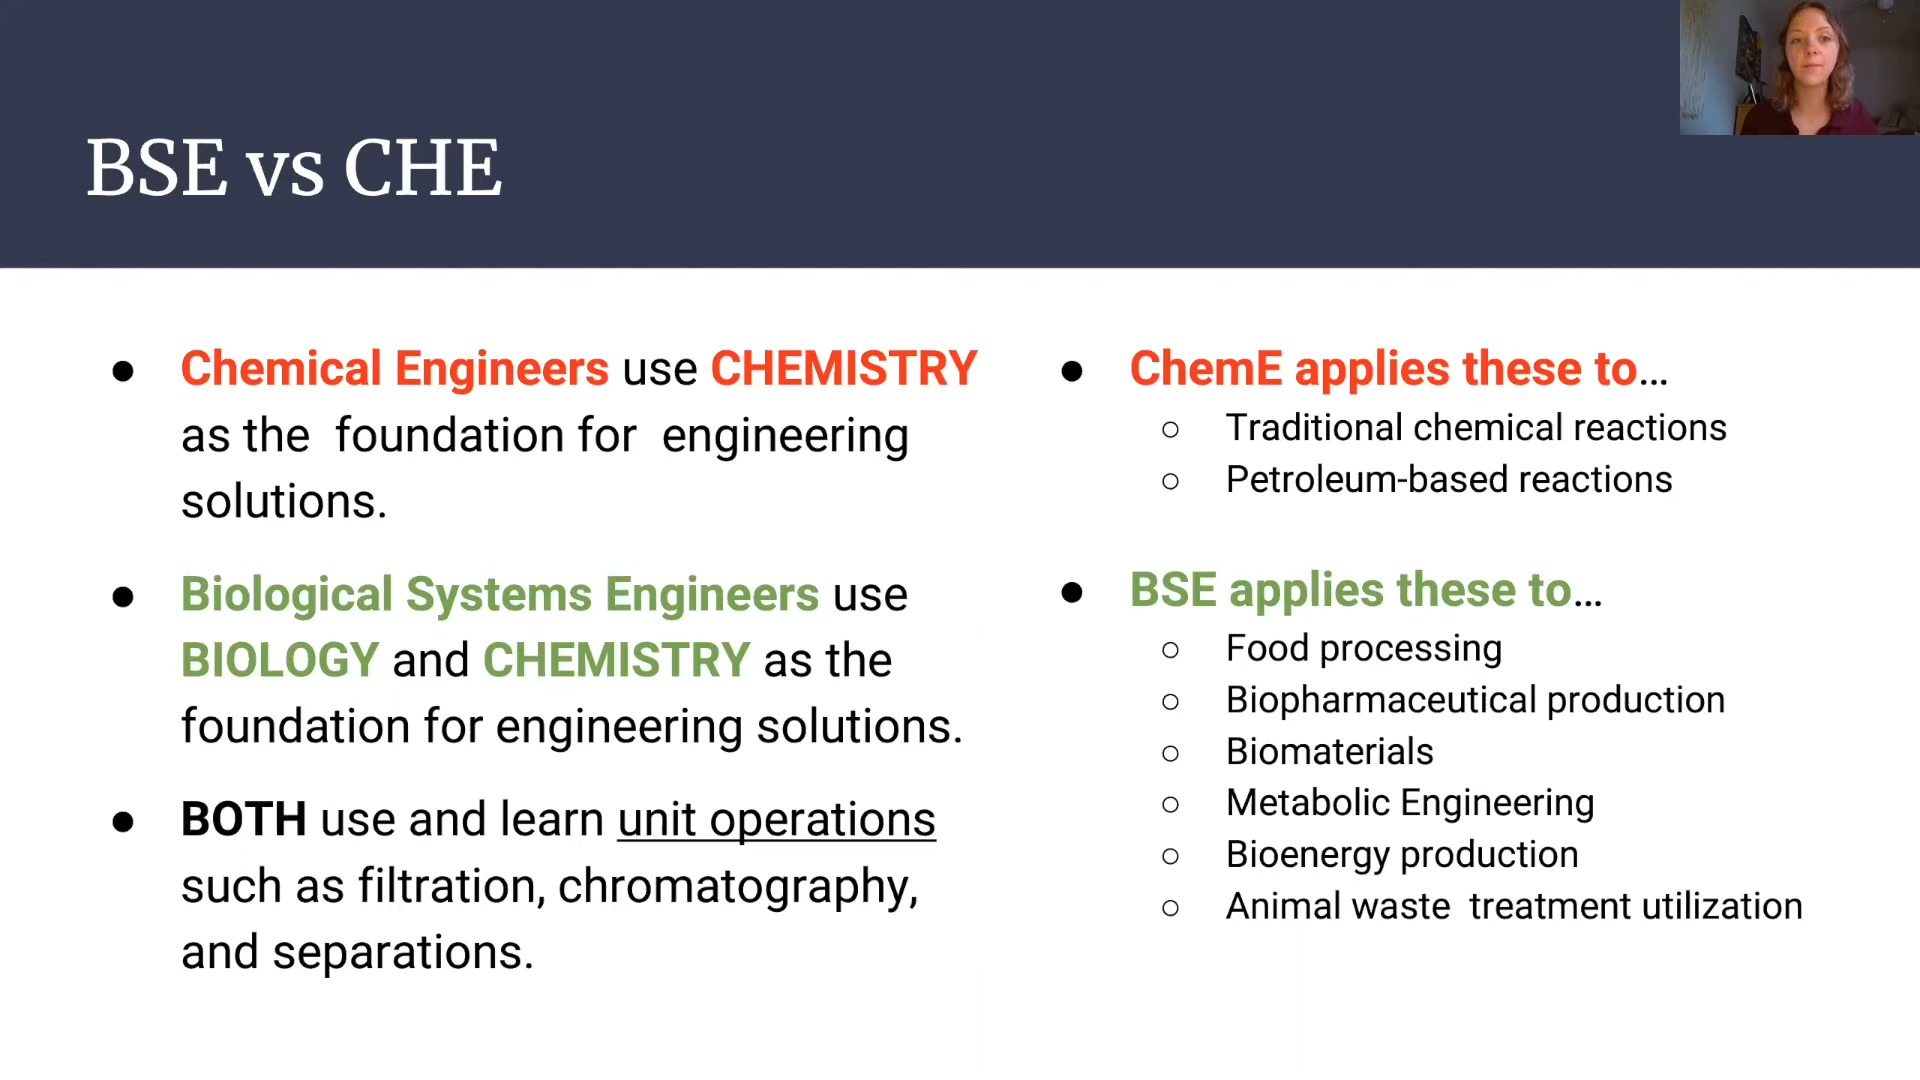 BSE vs CHE
● Chemical Engineers use CHEMISTRY
as the foundation for engineering
solutions.
● Biological Systems Engineers use
BIOLOGY and CHEMISTRY as the
foundation for engineering solutions.
● BOTH use and learn unit operations
such as filtration, chromatography,
and separations.
● ChemE applies these to...
○ Traditional chemical reactions
○ Petroleum-based reactions
● BSE applies these to...
○ Food processing
○ Biopharmaceutical production
○ Biomaterials
○ Metabolic Engineering
○ Bioenergy production
○ Animal waste treatment utilization